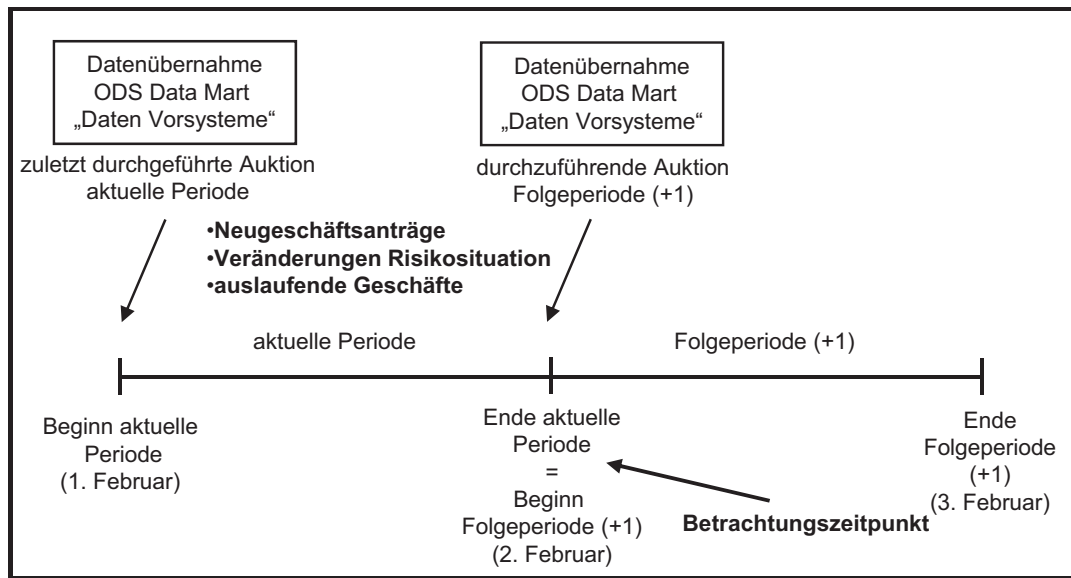 Datenübernahme
ODS Data Mart
„Daten Vorsysteme“
zuletzt durchgeführte Auktion
aktuelle Periode
Datenübernahme
ODS Data Mart
„Daten Vorsysteme“
durchzuführende Auktion
Folgeperiode (+1)
•Neugeschäftsanträge
•Veränderungen Risikosituation
•auslaufende Geschäfte
aktuelle Periode
Folgeperiode (+1)
Beginn aktuelle
Periode
(1. Februar)
Ende aktuelle
Periode
=
Beginn
Folgeperiode (+1)
(2. Februar)
Betrachtungszeitpunkt
Ende
Folgeperiode
(+1)
(3. Februar)